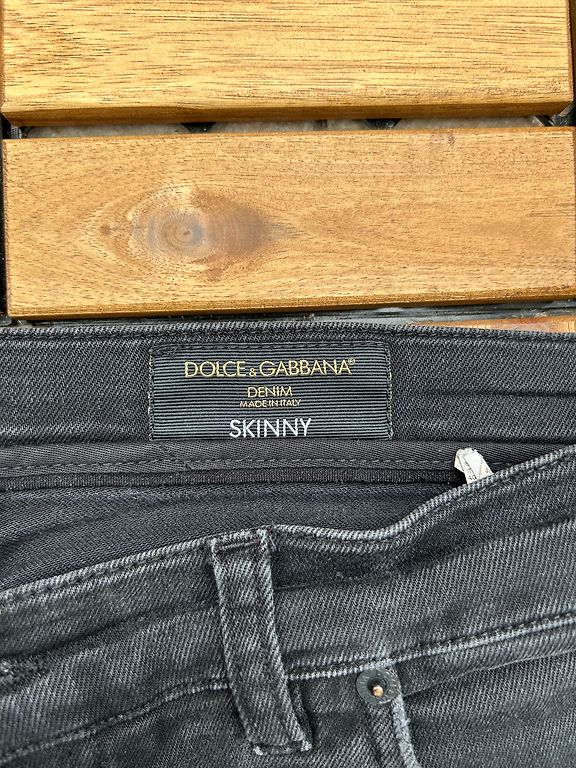 DOLCE & GABBANA®
DENIM
MADE IN ITALY
SKINNY